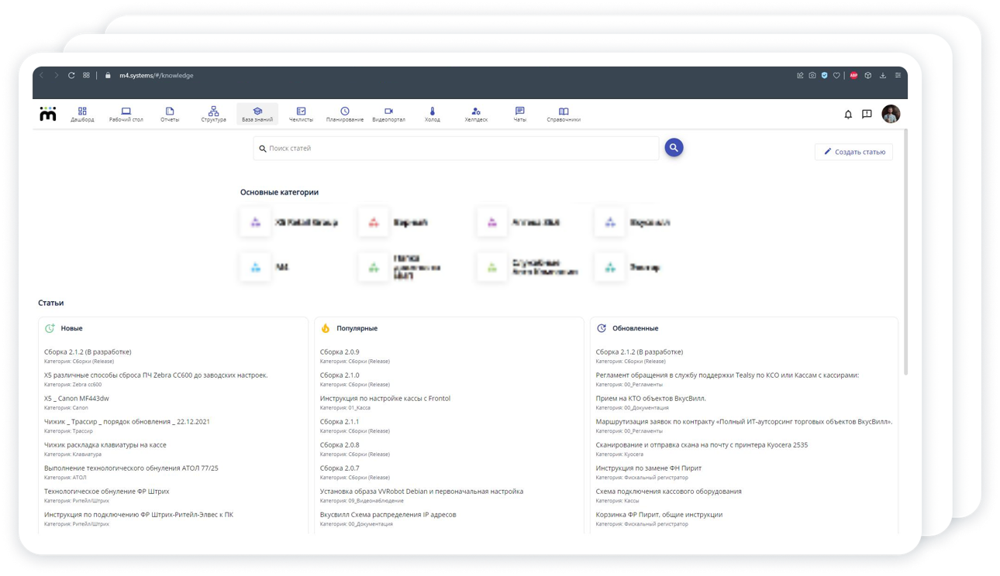 m4.systems/#/knowledge
ABP
m
Дашборд Рабочий стол Отчеты Структура База знаний Чеклисты Планирование Видеопортал Холод Хелпдеск Чаты Справочники
Поиск статей
Создать статью
Основные категории
X5 Retail Group
M4
Статьи
Новые
Сборка 2.1.2 (В разработке)
Категория: Сборки (Release)
X5 различные способы сброса ПЧ Zebra CC600 до заводских настроек.
Категория: Zebra cc600
X5 _ Canon MF443dw
Категория: Canon
Чижик _ Трассир _ порядок обновления _ 22.12.2021
Категория: Трассир
Чижик раскладка клавиатуры на кассе
Категория: Клавиатура
Выполнение технологического обнуления АТОЛ 77/25
Категория: АТОЛ
Технологическое обнуление ФР Штрих
Категория: Ритейл/Штрих
Инструкция по подключению ФР Штрих-Ритейл-Элвес к ПК
Категория: Ритейл/Штрих
Популярные
Сборка 2.0.9
Категория: Сборки (Release)
Сборка 2.1.0
Категория: Сборки (Release)
Инструкция по настройке кассы с Frontol
Категория: 01_Касса
Сборка 2.1.1
Категория: Сборки (Release)
Сборка 2.0.8
Категория: Сборки (Release)
Сборка 2.0.7
Категория: Сборки (Release)
Установка образа VVRobot Debian и первоначальная настройка
Категория: 09_Видеонаблюдение
Вкусвилл Схема распределения IP адресов
Категория: 00_Документация
Обновленные
Сборка 2.1.2 (В разработке)
Категория: Сборки (Release)
Регламент обращения в службу поддержки Tealsy по КСО или Кассам с кассирами:
Категория: 00_Регламенты
Прием на КТО объектов ВкусВилл.
Категория: 00_Документация
Маршрутизация заявок по контракту «Полный ИТ-аутсорсинг торговых объектов ВкусВилл».
Категория: 00_Регламенты
Сканирование и отправка скана на почту с принтера Kyocera 2535
Категория: Kyocera
Инструкция по замене ФН Пирит
Категория: Фискальный регистратор
Схема подключения кассового оборудования
Категория: Кассы
Корзинка ФР Пирит. общие инструкции
Категория: Фискальный регистратор